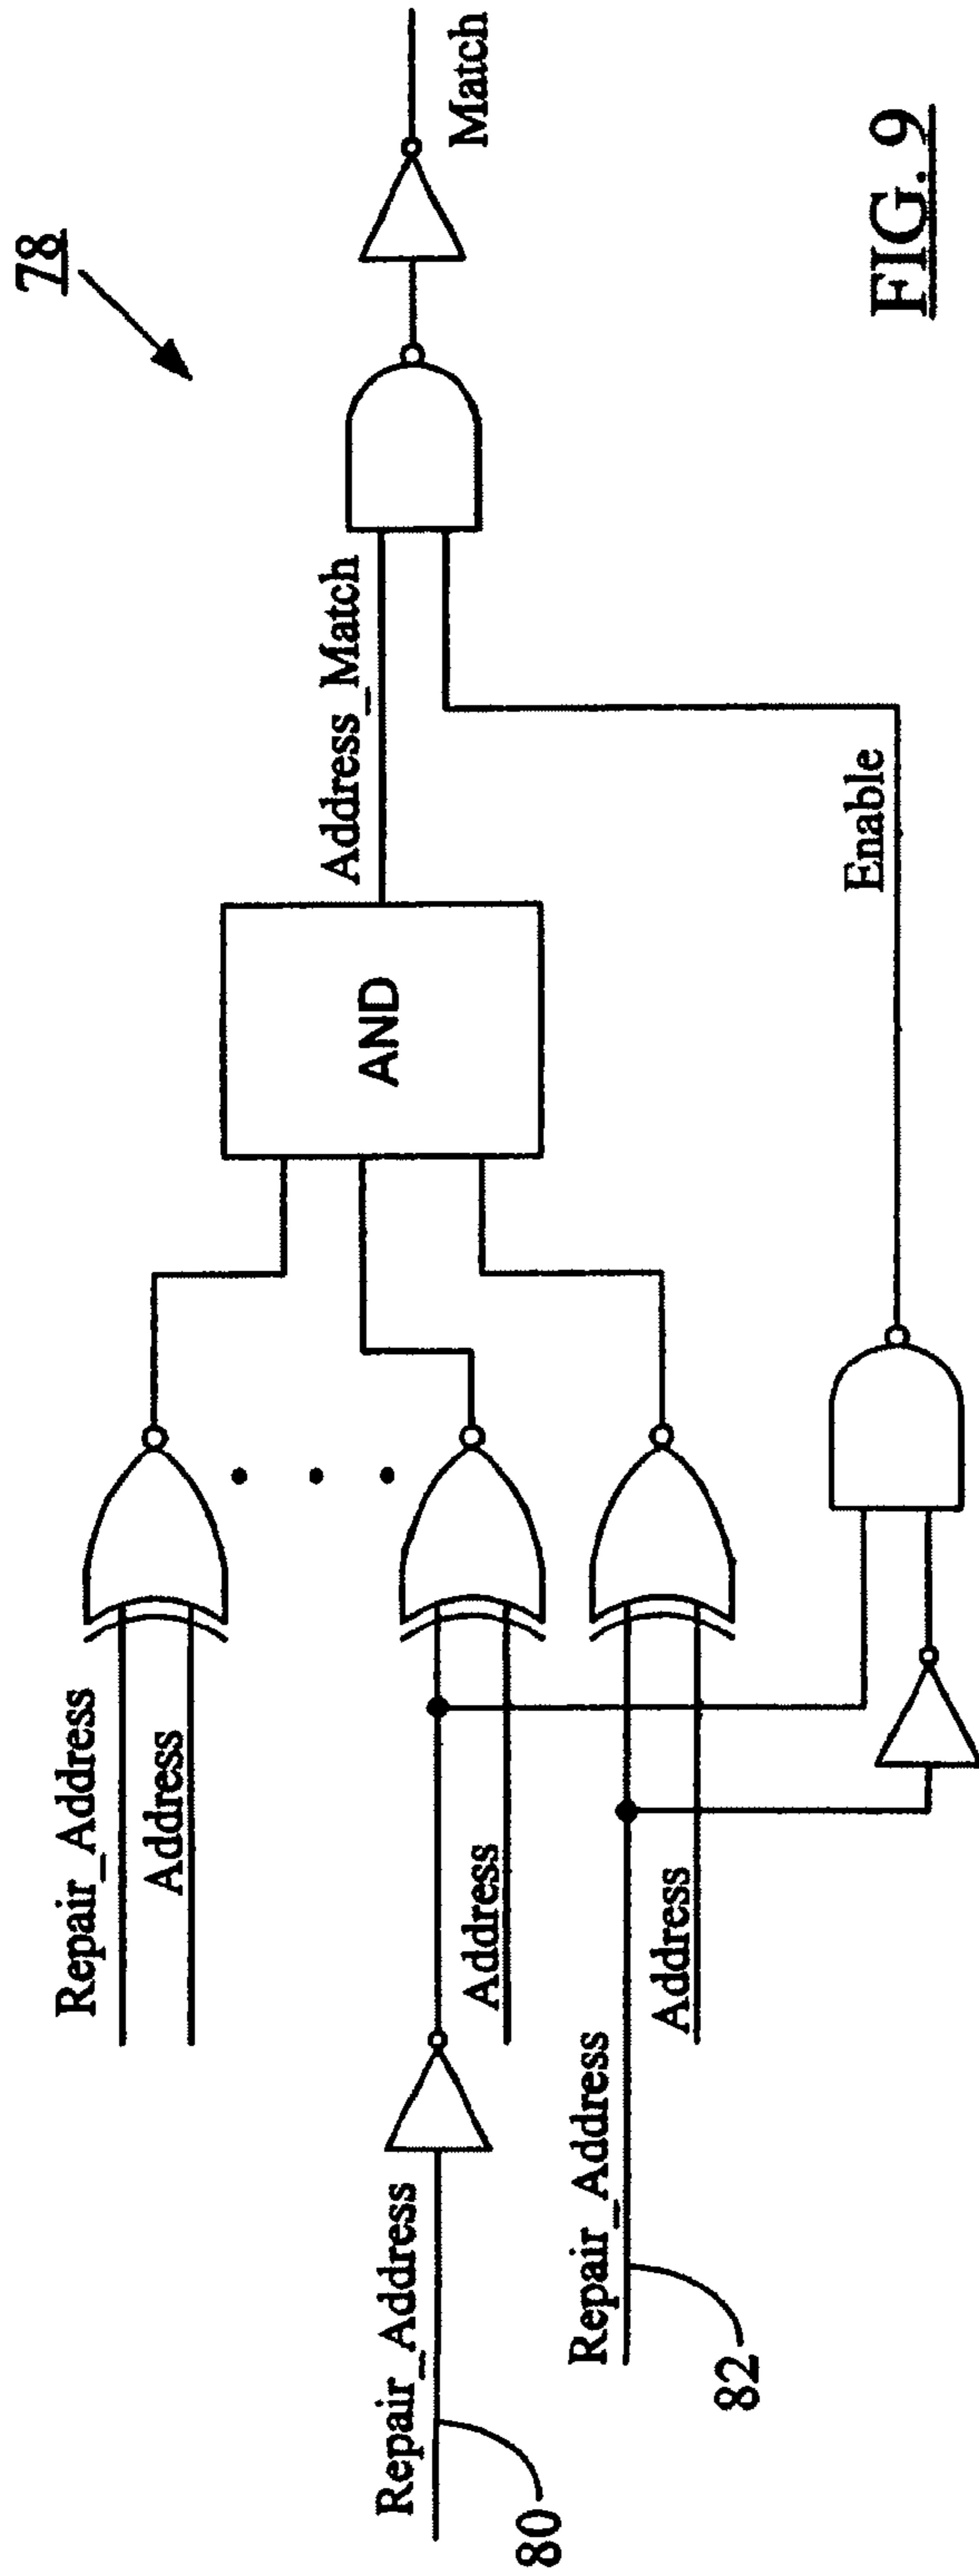 78
Repair_Address
Address
Repair_Address
80
Address
Repair_Address
82
Address
AND
Address_Match
Enable
Match
FIG. 9